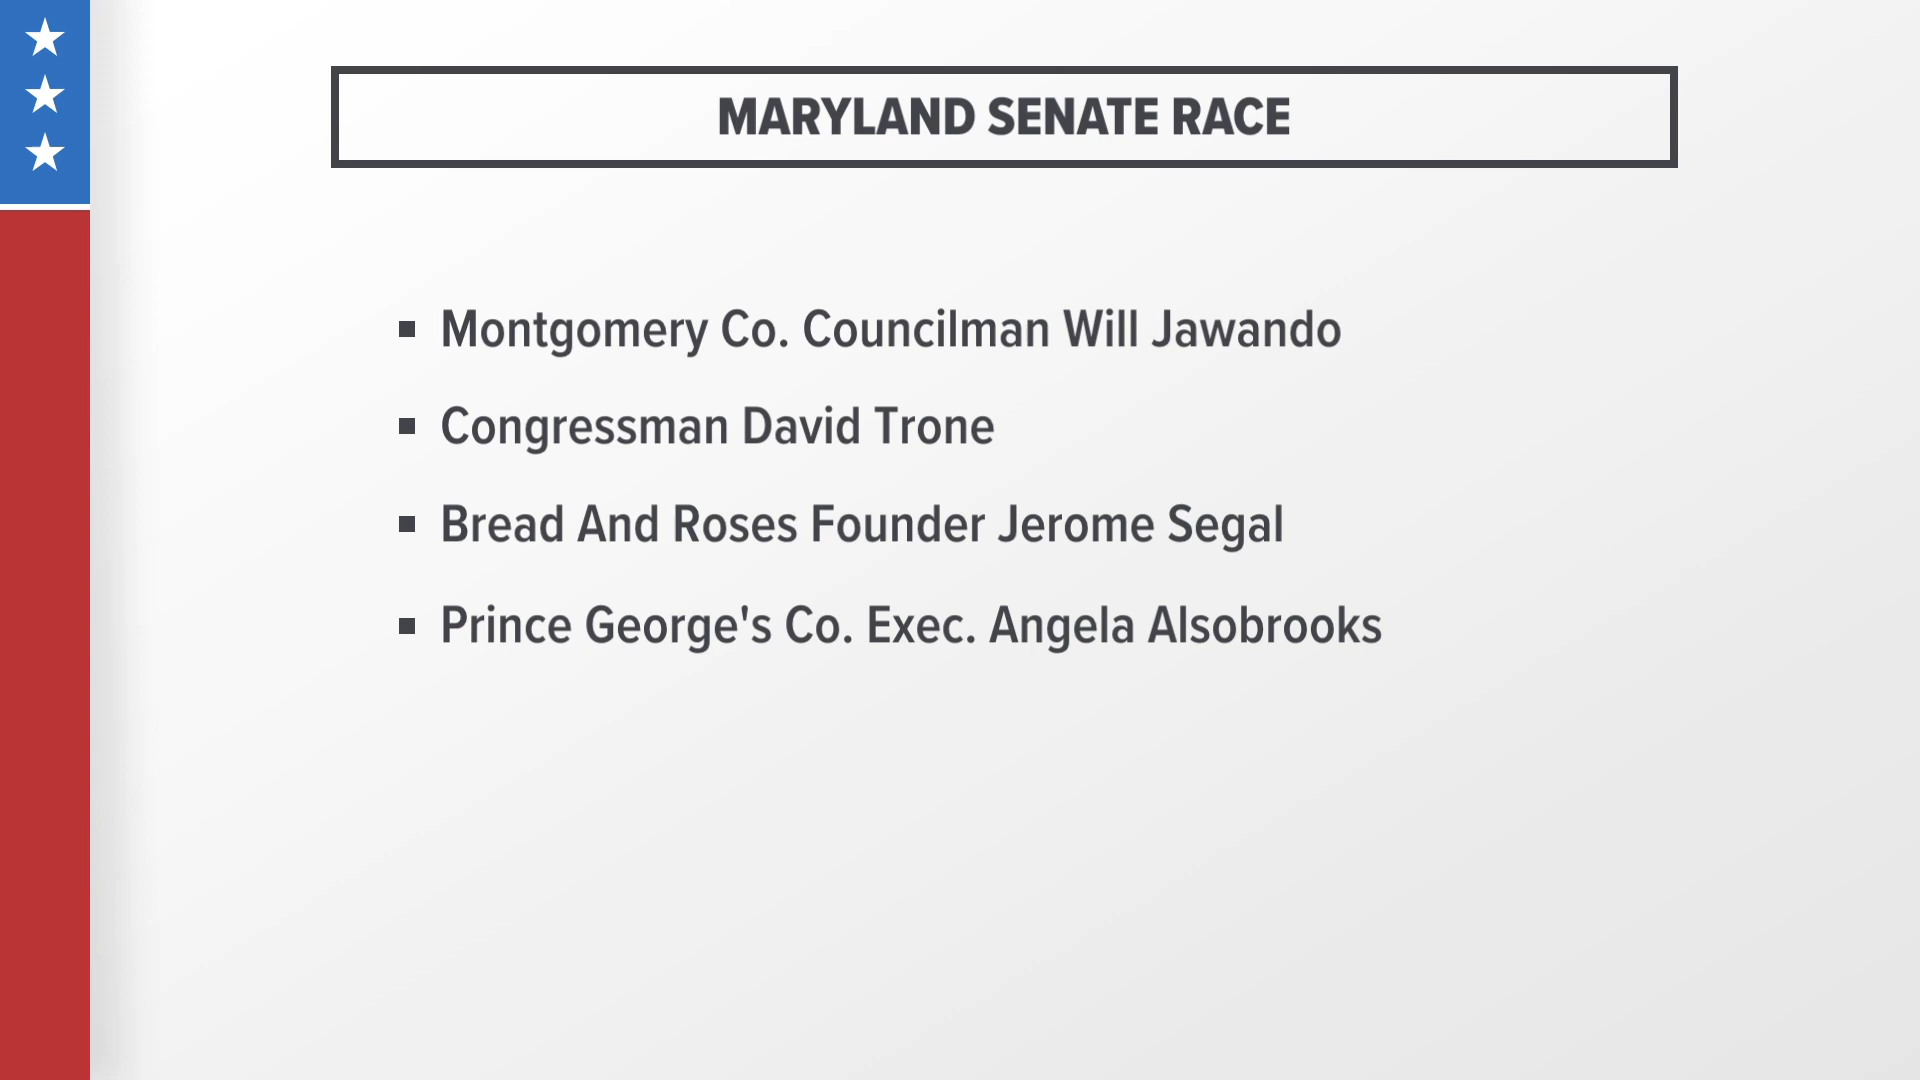 MARYLAND SENATE RACE
Montgomery Co. Councilman Will Jawando
Congressman David Trone
Bread And Roses Founder Jerome Segal
Prince George's Co. Exec. Angela Alsobrooks